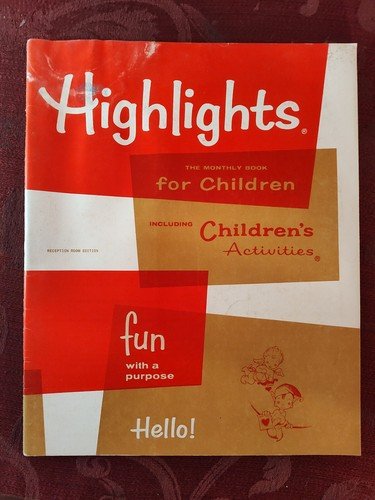 Highlights®
THE MONTHLY BOOK
for Children
INCLUDING Children's
Activities®
RECEPTION ROOM EDITION
fun
with a
purpose
Hello!